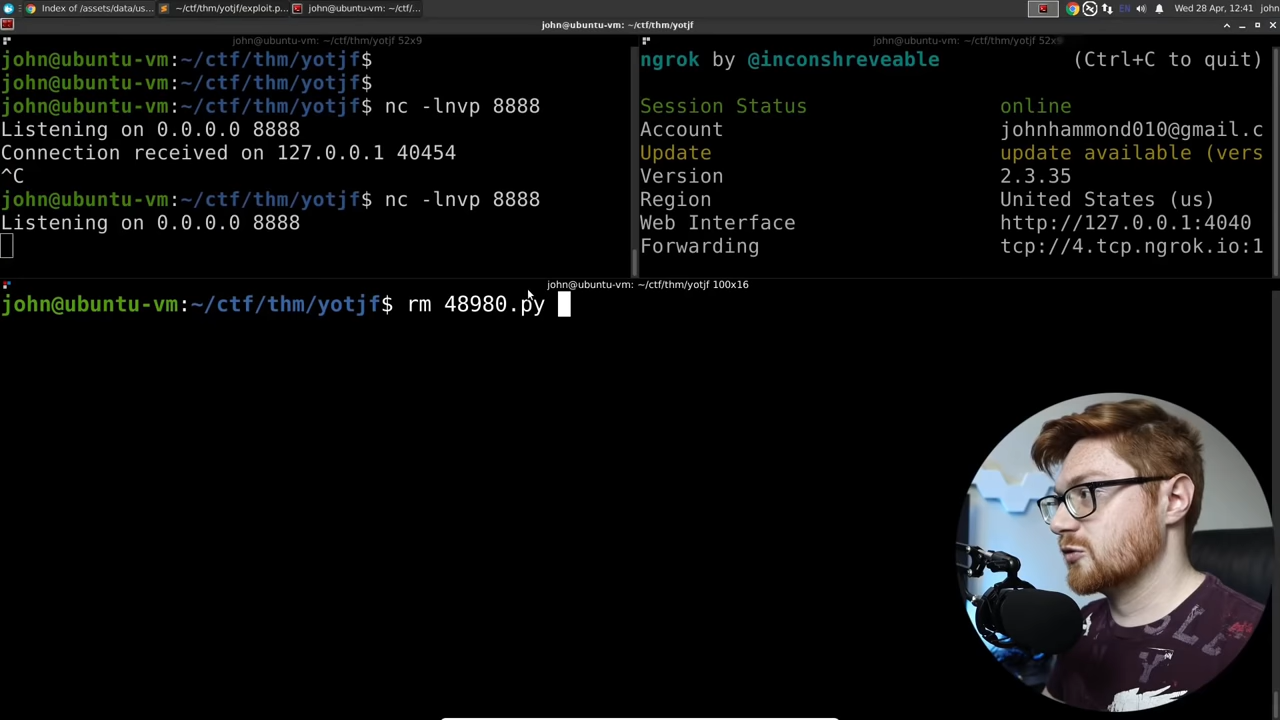 Index of /assets/data/us...
~/ctf/thm/yotjf/exploit.p...
john@ubuntu-vm: ~/ctf/...
EN
Wed 28 Apr, 12:41
john
john@ubuntu-vm: ~/ctf/thm/yotjf
john@ubuntu-vm: ~/ctf/thm/yotjf 52x9
john@ubuntu-vm:~/ctf/thm/yotjf$
john@ubuntu-vm:~/ctf/thm/yotjf$
john@ubuntu-vm:~/ctf/thm/yotjf$ nc -lnvp 8888
Listening on 0.0.0.0 8888
Connection received on 127.0.0.1 40454
^C
john@ubuntu-vm:~/ctf/thm/yotjf$ nc -lnvp 8888
Listening on 0.0.0.0 8888
john@ubuntu-vm: ~/ctf/thm/yotjf 52x9
ngrok by @inconshreveable (Ctrl+C to quit)
Session Status online
Account johnhammond010@gmail.c
Update update available (vers
Version 2.3.35
Region United States (us)
Web Interface http://127.0.0.1:4040
Forwarding tcp://4.tcp.ngrok.io:1
john@ubuntu-vm: ~/ctf/thm/yotjf 100x16
john@ubuntu-vm:~/ctf/thm/yotjf$ rm 48980.py